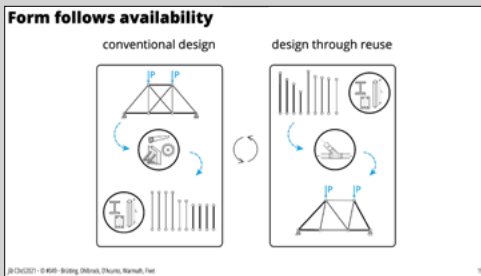 Form follows availability
conventional design
design through reuse
P
P
P
P